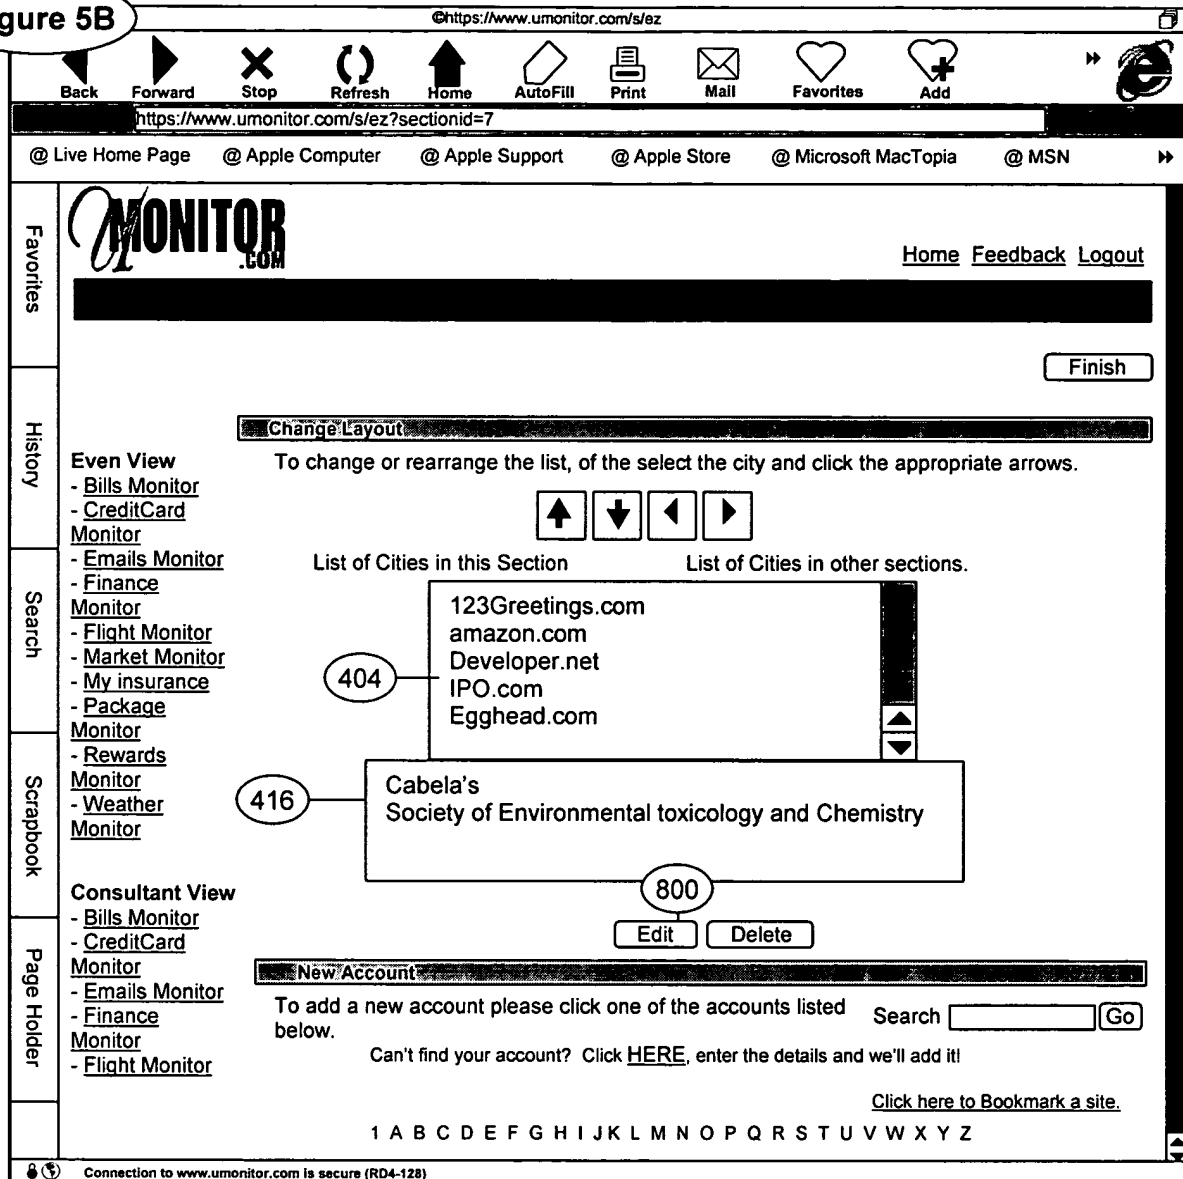 gure 5B
©https://www.umonitor.com/s/ez
Back Forward Stop Refresh Home AutoFill Print Mail Favorites Add
https://www.umonitor.com/s/ez?sectionid=7
@ Live Home Page @ Apple Computer @ Apple Support @ Apple Store @ Microsoft MacTopia @ MSN
Favorites
History
Search
Scrapbook
Page Holder
UMONITOR
.COM
Home Feedback Logout
Finish
Change Layout
To change or rearrange the list, of the select the city and click the appropriate arrows.
List of Cities in this Section List of Cities in other sections.
123Greetings.com
amazon.com
Developer.net
IPO.com
Egghead.com
404
Cabela's
Society of Environmental toxicology and Chemistry
416
800
Edit Delete
Even View
- Bills Monitor
- CreditCard
Monitor
- Emails Monitor
- Finance
Monitor
- Flight Monitor
- Market Monitor
- My insurance
- Package
Monitor
- Rewards
Monitor
- Weather
Monitor
Consultant View
- Bills Monitor
- CreditCard
Monitor
- Emails Monitor
- Finance
Monitor
- Flight Monitor
New Account
To add a new account please click one of the accounts listed
below.
Search Go
Can't find your account? Click HERE, enter the details and we'll add it!
Click here to Bookmark a site.
1 A B C D E F G H I J K L M N O P Q R S T U V W X Y Z
Connection to www.umonitor.com is secure (RD4-128)